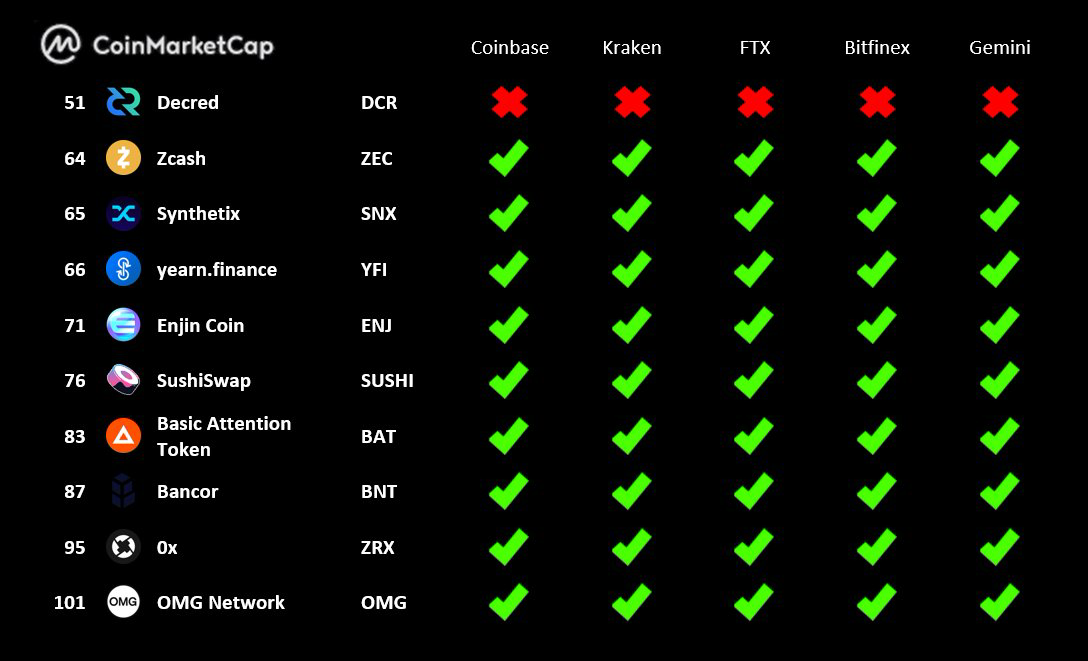 CoinMarketCap Coinbase Kraken FTX Bitfinex Gemini
51 Decred DCR
64 Zcash ZEC
65 Synthetix SNX
66 yearn.finance YFI
71 Enjin Coin ENJ
76 SushiSwap SUSHI
83 Basic Attention
Token BAT
87 Bancor BNT
95 0x ZRX
101 OMG OMG Network OMG